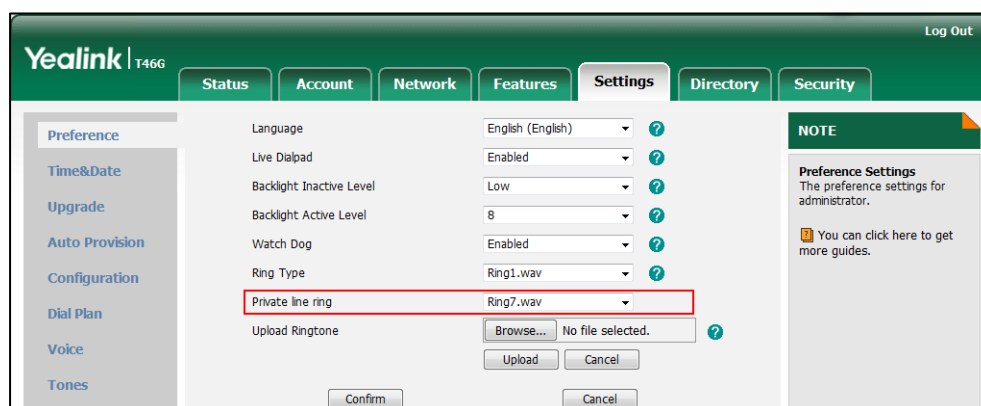 Log Out
Yealink T46G
Status Account Network Features Settings Directory Security
Preference
Time&Date
Upgrade
Auto Provision
Configuration
Dial Plan
Voice
Tones
Language English (English) ?
Live Dialpad Enabled ?
Backlight Inactive Level Low ?
Backlight Active Level 8 ?
Watch Dog Enabled ?
Ring Type Ring1.wav ?
Private line ring Ring7.wav
Upload Ringtone Browse... No file selected. ?
Upload Cancel
Confirm Cancel
NOTE
Preference Settings
The preference settings for
administrator.
? You can click here to get
more guides.